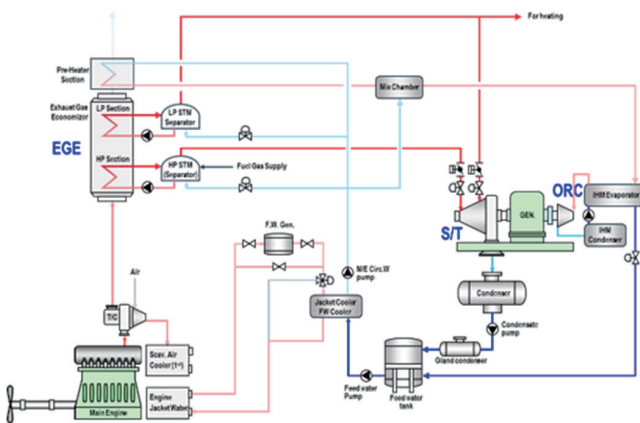 For heating
Pre-Heater
Section
Mix Chamber
Exhaust Gas
Economizor
LP Section
LP STM
Separator
EGE
HP Section
HP STM
(Separator)
Fuel Gas Supply
ORC
IHM Evaporator
GEN.
S/T
IHM
Condenser
F.W. Gen.
Air
M/E Circ.W
pump
Condenser
T/C
Jacket Cooler
FW Cooler
Condensate
pump
Scav. Air
Cooler (1st)
Gland condenser
Engine
Jacket Water
Feed water
Pump
Feed water
tank
Main Engine